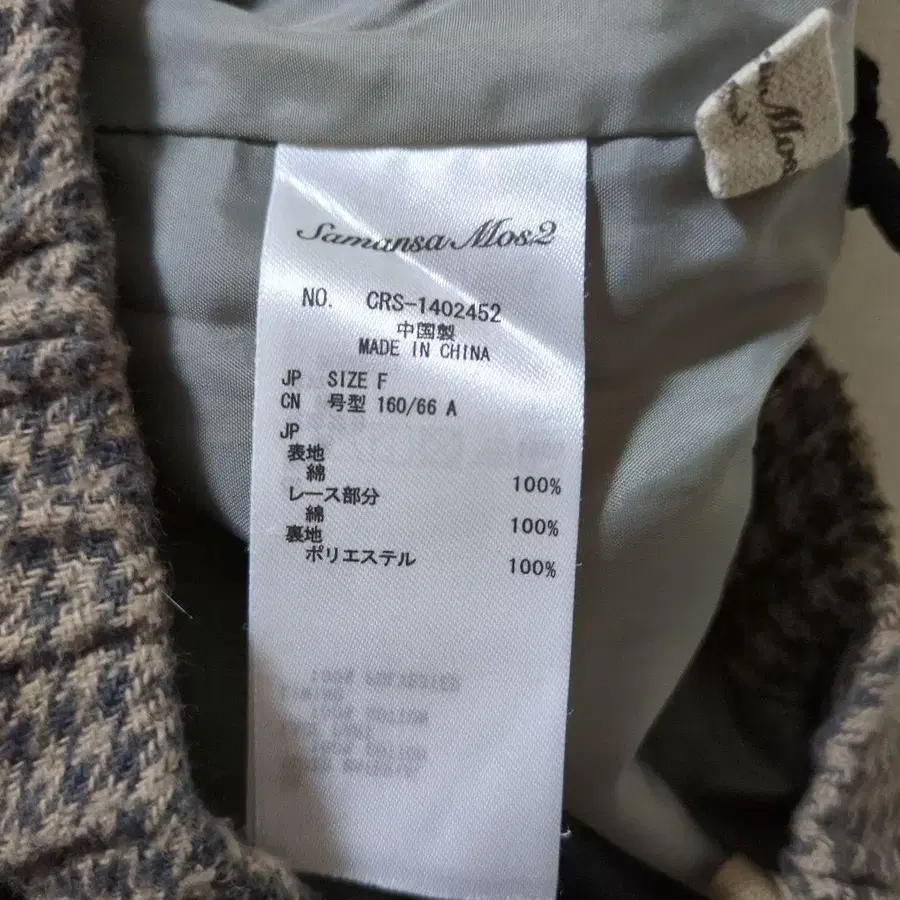 Samansa Mos2
NO. CRS-1402452
中国製
MADE IN CHINA
JP SIZE F
CN 号型 160/66 A
JP
表地
綿 100%
レース部分
綿 100%
裏地
ポリエステル 100%
Mos